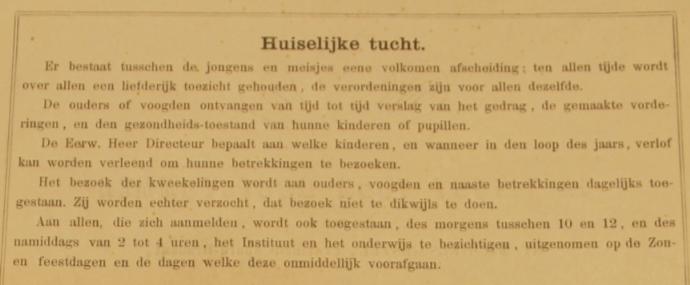 Huiselijke tucht.
Er bestaat tusschen de jongens en meisjes eene volkomen afscheiding; ten allen tijde wordt
over allen een liefderijk toezicht gehouden, de verordeningen zijn voor allen dezelfde.
De ouders of voogden ontvangen van tijd tot tijd verslag van het gedrag, de gemaakte vorde-
ringen, en den gezondheids-toestand van hunne kinderen of pupillen.
De Eerw. Heer Directeur bepaalt aan welke kinderen, en wanneer in den loop des jaars, verlof
kan worden verleend om hunne betrekkingen te bezoeken.
Het bezoek der kweekelingen wordt aan ouders, voogden en naaste betrekkingen dagelijks toe-
gestaan. Zij worden echter verzocht, dat bezoek niet te dikwijls te doen.
Aan allen, die zich aanmelden, wordt ook toegestaan, des morgens tusschen 10 en 12, en des
namiddags van 2 tot 4 uren, het Instituut en het onderwijs te bezichtigen, uitgenomen op de Zon-
en feestdagen en de dagen welke deze onmiddellijk voorafgaan.